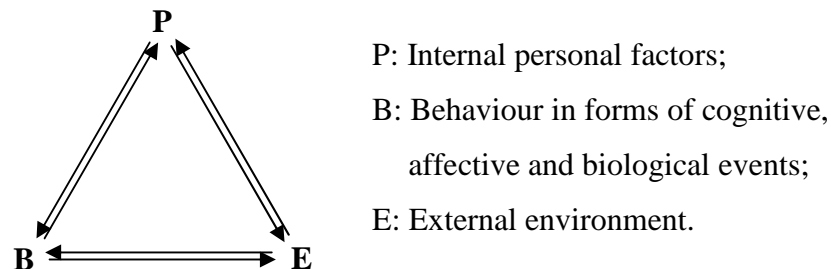 P
P: Internal personal factors;
B: Behaviour in forms of cognitive,
affective and biological events;
E: External environment.
B
E